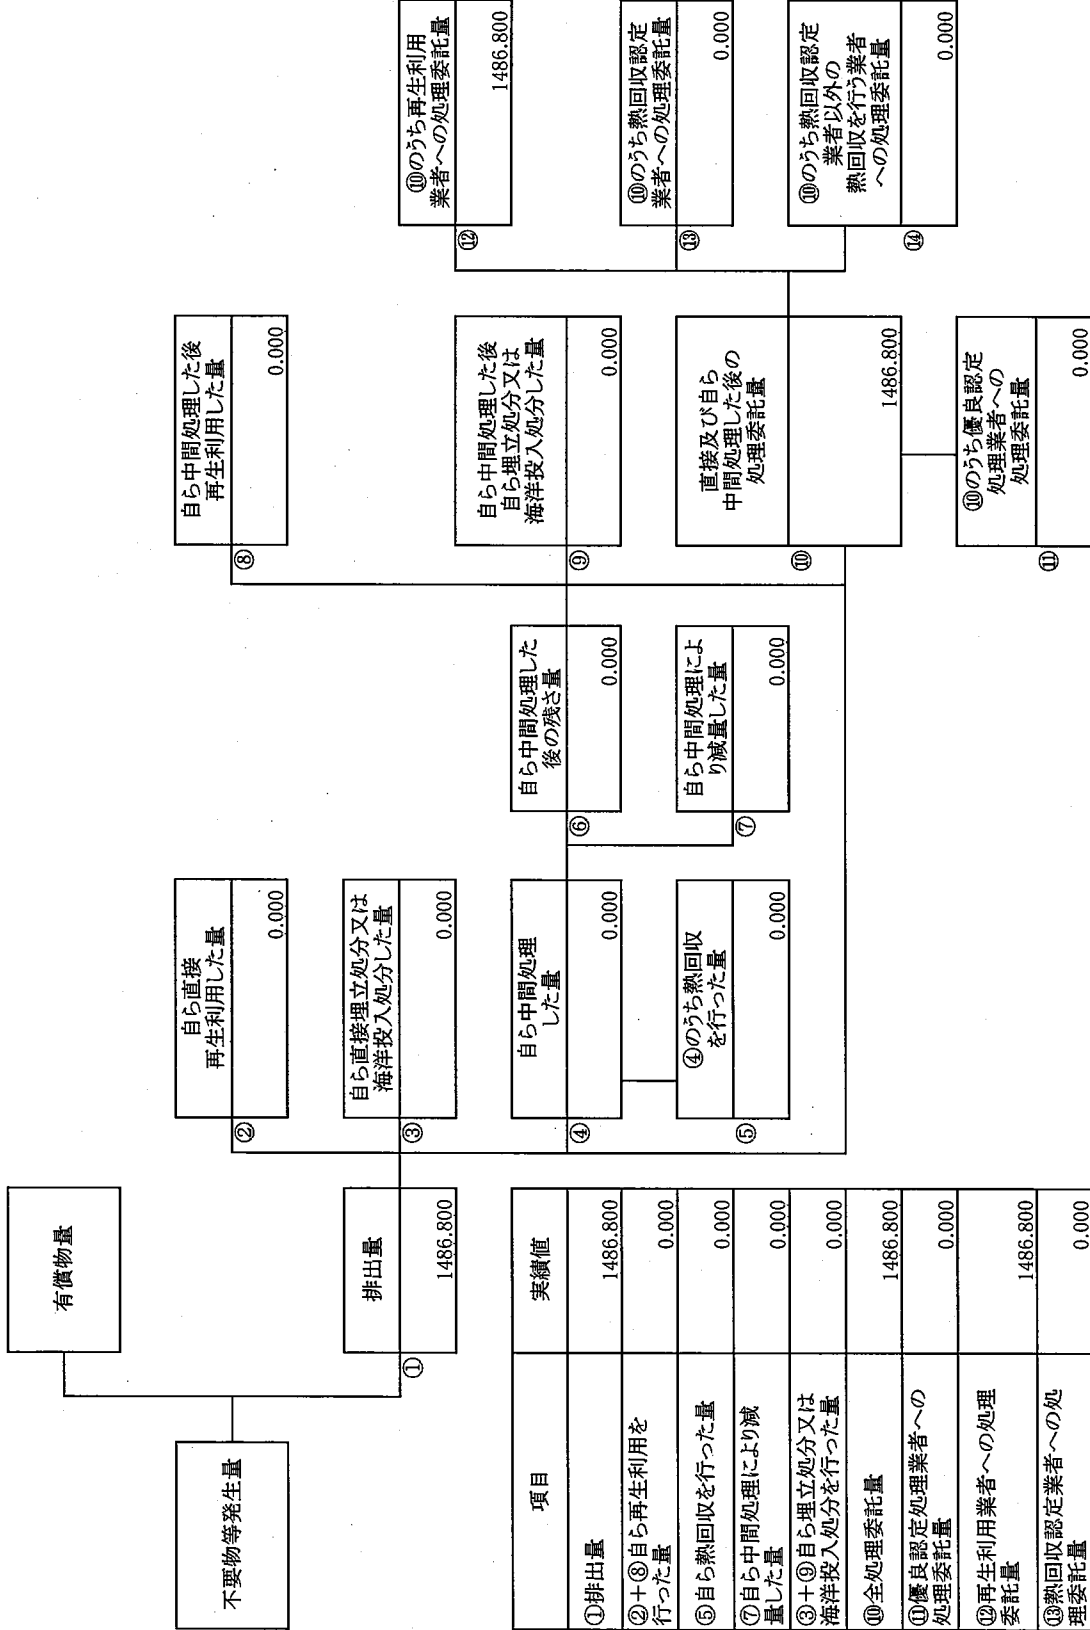 不要物等発生量
有償物量
排出量
①
1486.800
自ら直接
再生利用した量
②
0.000
自ら直接埋立処分又は
海洋投入処分した量
③
0.000
自ら中間処理
した量
④
0.000
④のうち熱回収
を行った量
⑤
0.000
自ら中間処理した
後の残さ量
⑥
0.000
自ら中間処理によ
り減量した量
⑦
0.000
自ら中間処理した後
再生利用した量
⑧
0.000
自ら中間処理した後
自ら埋立処分又は
海洋投入処分した量
⑨
0.000
直接及び自ら
中間処理した後の
処理委託量
⑩
1486.800
⑩のうち優良認定
処理業者への
処理委託量
⑪
0.000
⑩のうち再生利用
業者への処理委託量
⑫
1486.800
⑩のうち熱回収認定
業者への処理委託量
⑬
0.000
⑩のうち熱回収認定
業者以外の
熱回収を行う業者
への処理委託量
⑭
0.000
項目 実績値
①排出量 1486.800
②+⑧自ら再生利用を
行った量 0.000
⑤自ら熱回収を行った量 0.000
⑦自ら中間処理により減
量した量 0.000
③+⑨自ら埋立処分又は
海洋投入処分を行った量 0.000
⑩全処理委託量 1486.800
⑪優良認定処理業者への
処理委託量 0.000
⑫再生利用業者への処理
委託量 1486.800
⑬熱回収認定業者への処
理委託量 0.000